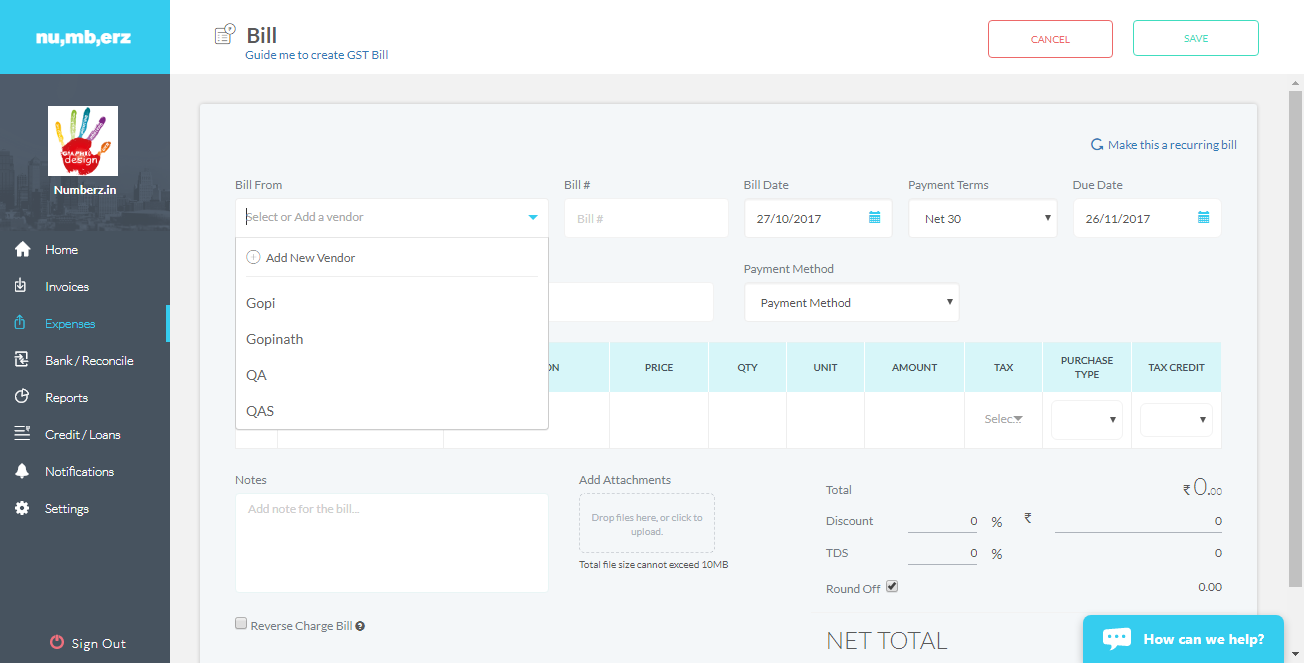 nu,mb,erz
Bill
Guide me to create GST Bill
CANCEL
SAVE
GRAPHIC
design
Numberz.in
Home
Invoices
Expenses
Bank / Reconcile
Reports
Credit / Loans
Notifications
Settings
Sign Out
Make this a recurring bill
Bill From
Bill #
Bill Date
Payment Terms
Due Date
Select or Add a vendor
Bill #
27/10/2017
Net 30
26/11/2017
Add New Vendor
Gopi
Gopinath
QA
QAS
Payment Method
Payment Method
ON
PRICE
QTY
UNIT
AMOUNT
TAX
PURCHASE
TYPE
TAX CREDIT
Selec...
Notes
Add note for the bill...
Add Attachments
Drop files here, or click to
upload.
Total file size cannot exceed 10MB
Total ₹0.00
Discount 0 % ₹ 0
TDS 0 % 0
Round Off 0.00
Reverse Charge Bill
NET TOTAL
How can we help?